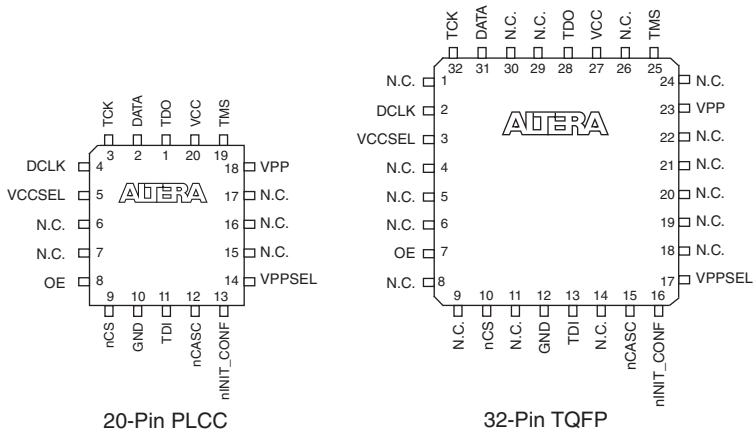 TCK DATA TDO VCC TMS
3 2 1 20 19
DCLK 4 18 VPP
VCCSEL 5 ALTERA 17 N.C.
N.C. 6 16 N.C.
N.C. 7 15 N.C.
OE 8 14 VPPSEL
9 10 11 12 13
nCS GND TDI nCASC nINIT_CONF
20-Pin PLCC
TCK DATA N.C. N.C. TDO VCC N.C. TMS
32 31 30 29 28 27 26 25
N.C. 1 24 N.C.
DCLK 2 ALTERA 23 VPP
VCCSEL 3 22 N.C.
N.C. 4 21 N.C.
N.C. 5 20 N.C.
N.C. 6 19 N.C.
OE 7 18 N.C.
N.C. 8 17 VPPSEL
9 10 11 12 13 14 15 16
N.C. nCS N.C. GND TDI N.C. nCASC nINIT_CONF
32-Pin TQFP